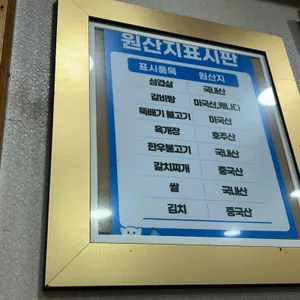 원산지표시판
표시품목 원산지
삼겹살 국내산
갈비탕 미국산,캐나다
뚝배기 불고기 미국산
육개장 호주산
한우불고기 국내산
김치찌개 중국산
쌀 국내산
김치 중국산